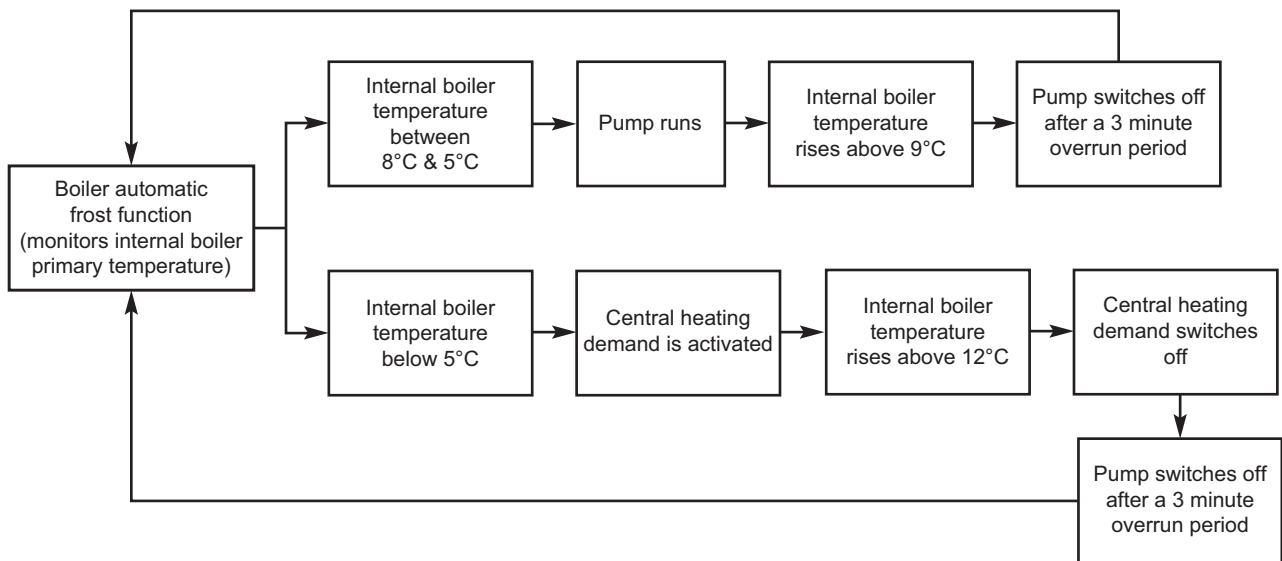 Boiler automatic
frost function
(monitors internal boiler
primary temperature)
Internal boiler
temperature
between
8°C & 5°C
Pump runs
Internal boiler
temperature
rises above 9°C
Pump switches off
after a 3 minute
overrun period
Internal boiler
temperature
below 5°C
Central heating
demand is activated
Internal boiler
temperature
rises above 12°C
Central heating
demand switches
off
Pump switches off
after a 3 minute
overrun period